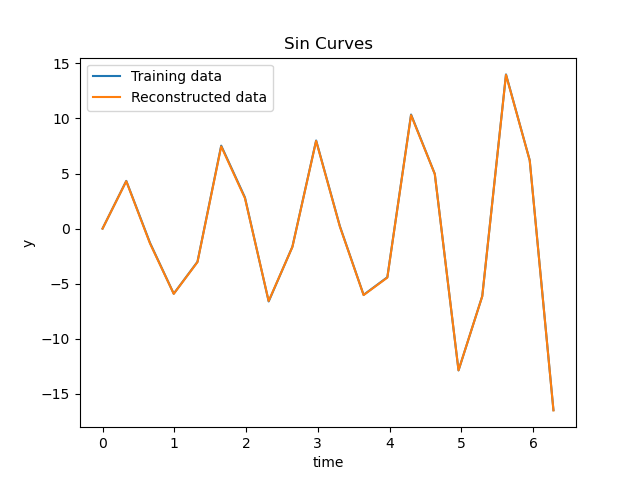 Sin Curves
Training data
Reconstructed data
15
10
5
0
−5
−10
−15
y
0 1 2 3 4 5 6
time